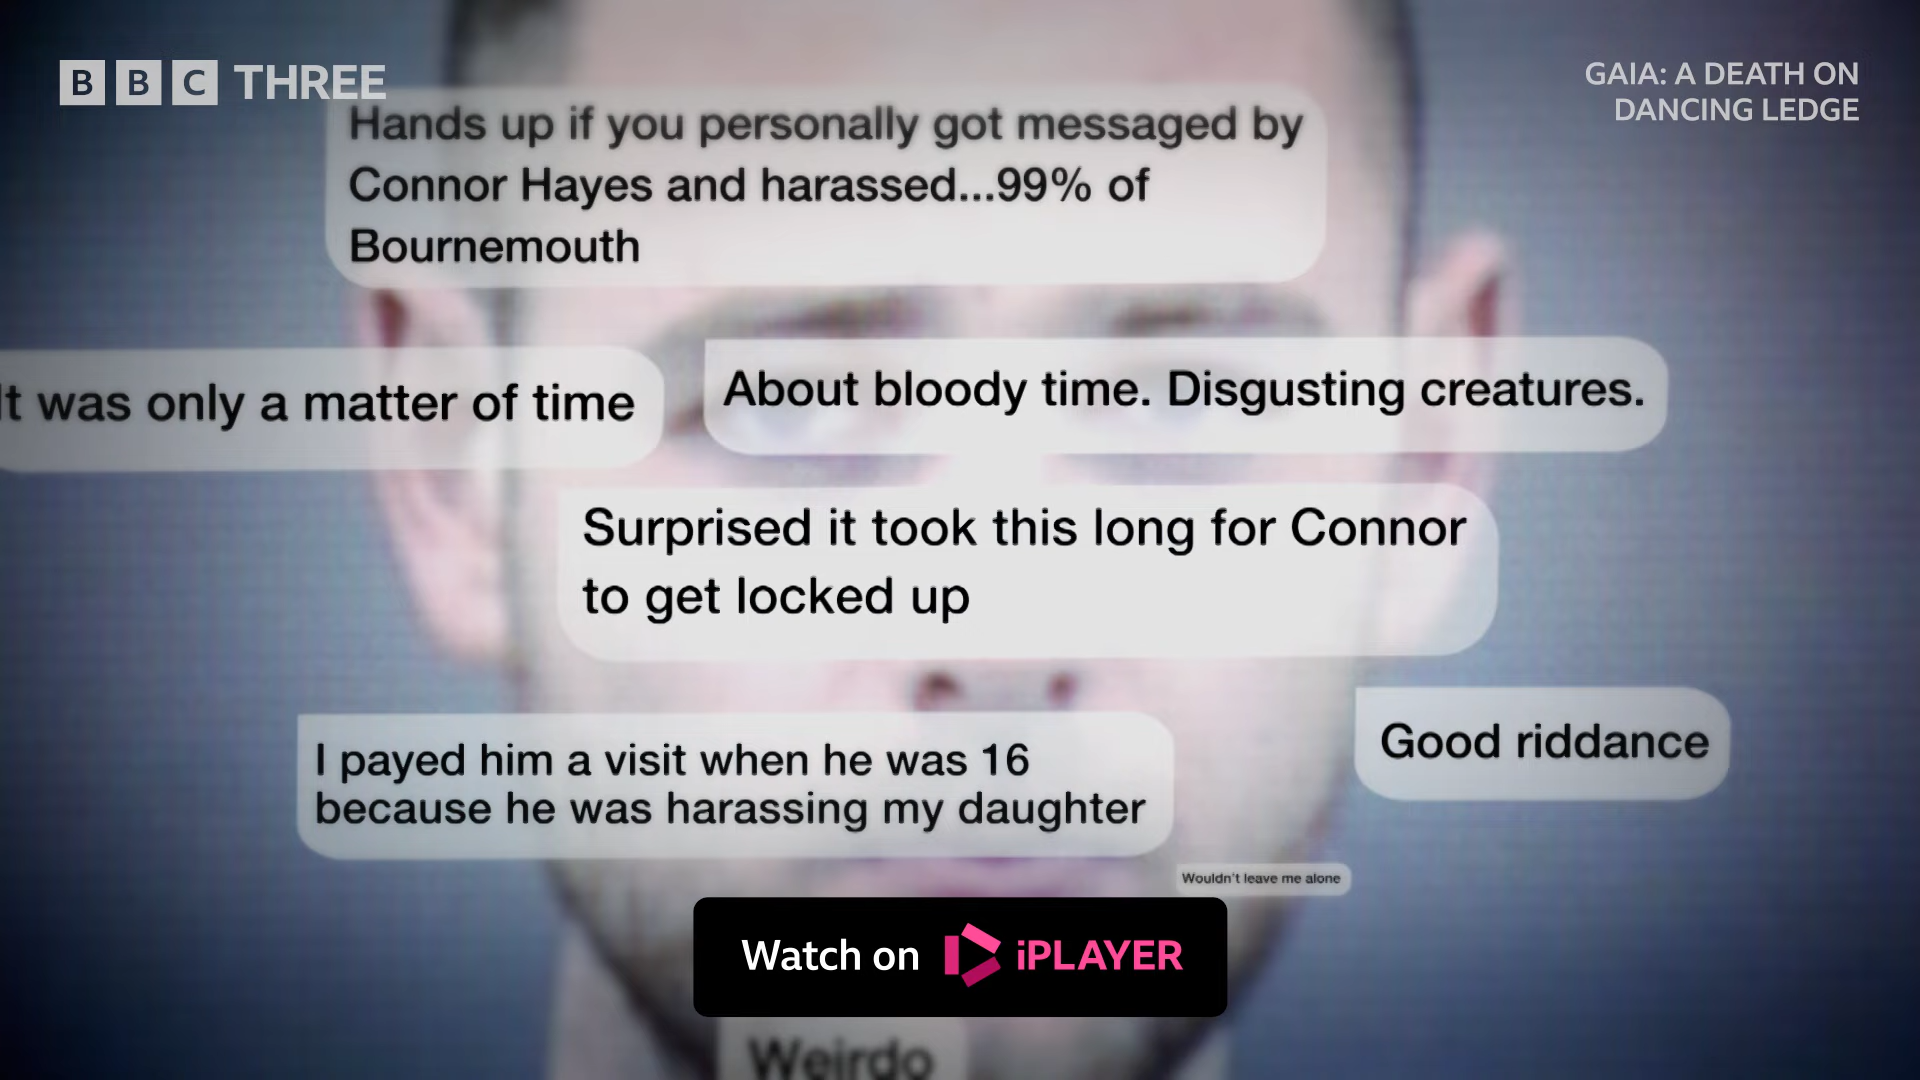 BBC THREE
GAIA: A DEATH ON
DANCING LEDGE
Hands up if you personally got messaged by
Connor Hayes and harassed...99% of
Bournemouth
It was only a matter of time
About bloody time. Disgusting creatures.
Surprised it took this long for Connor
to get locked up
I payed him a visit when he was 16
because he was harassing my daughter
Good riddance
Wouldn't leave me alone
Watch on iPLAYER
Weirdo